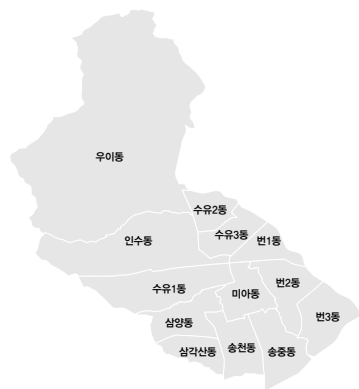 우이동
수유2동
수유3동
번1동
인수동
수유1동
미아동
번2동
번3동
삼양동
삼각산동
송천동
송중동